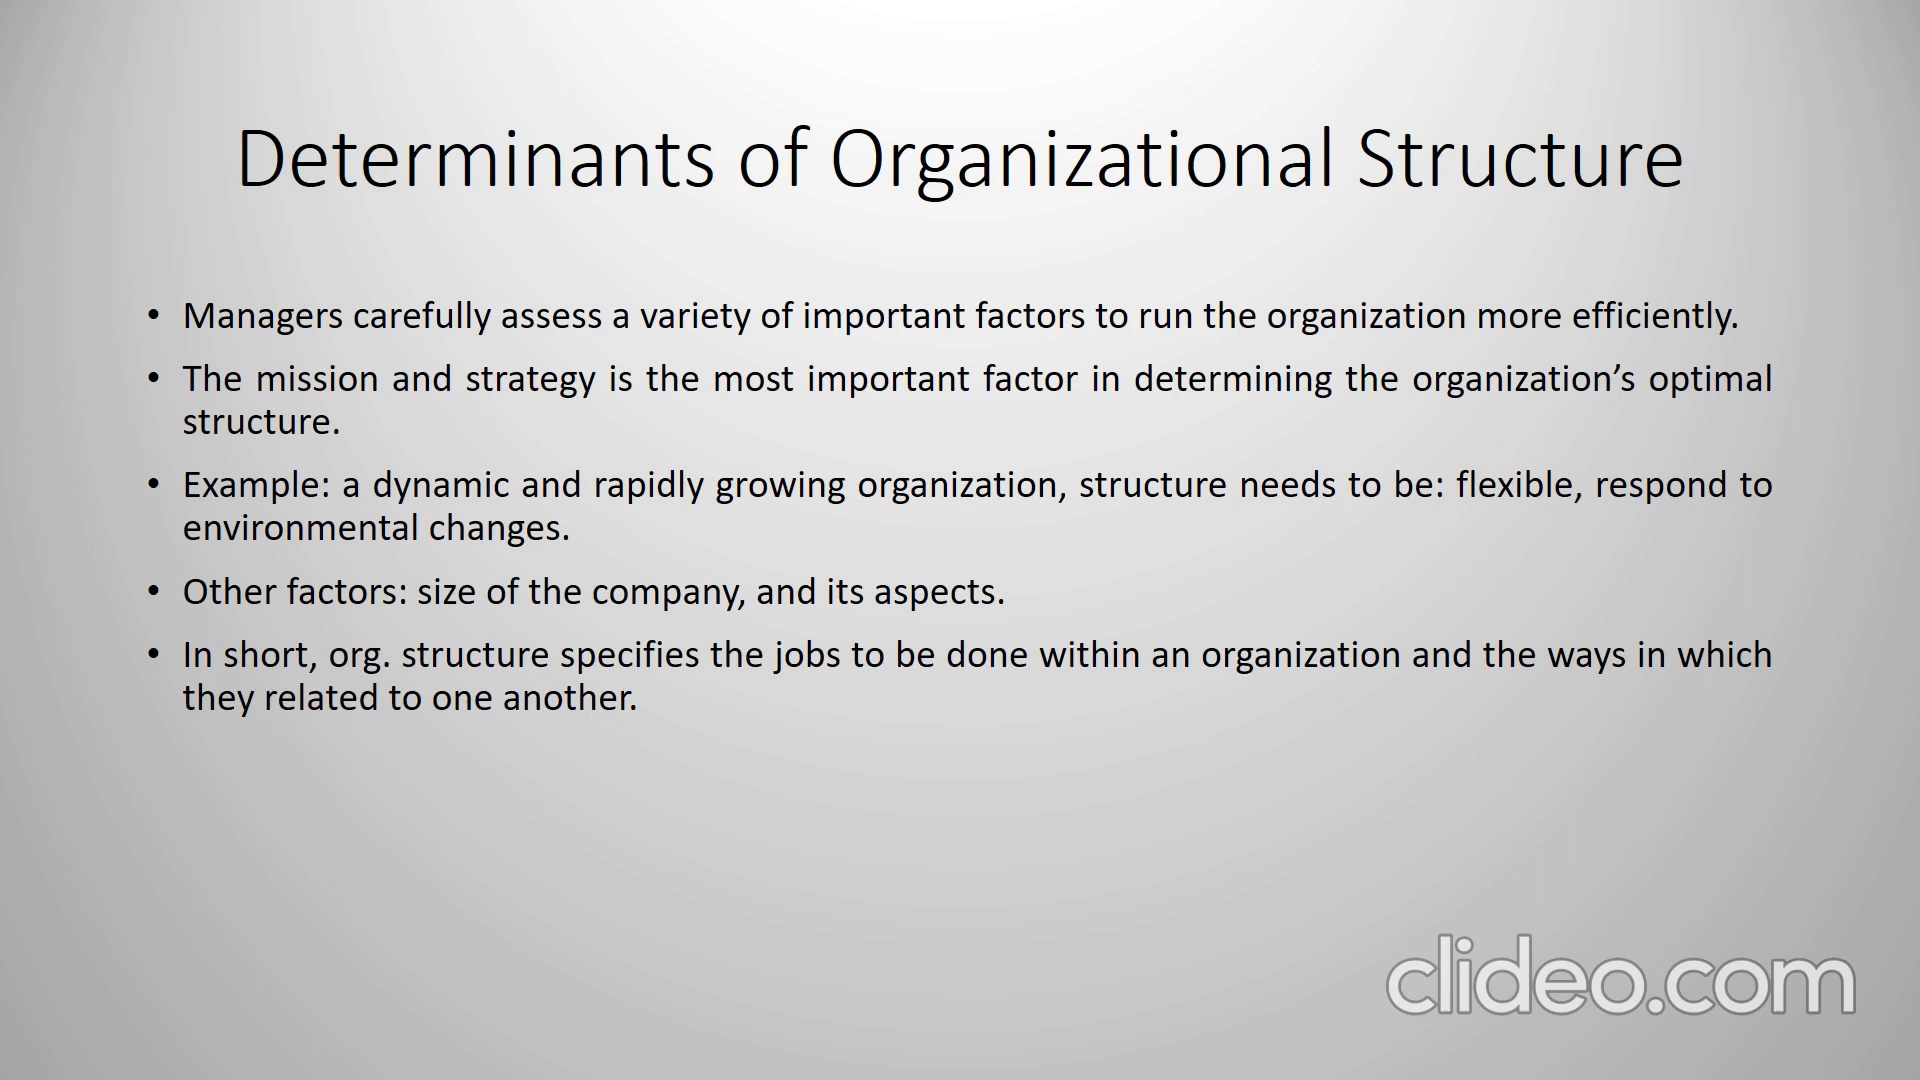 Determinants of Organizational Structure
• Managers carefully assess a variety of important factors to run the organization more efficiently.
• The mission and strategy is the most important factor in determining the organization’s optimal
structure.
• Example: a dynamic and rapidly growing organization, structure needs to be: flexible, respond to
environmental changes.
• Other factors: size of the company, and its aspects.
• In short, org. structure specifies the jobs to be done within an organization and the ways in which
they related to one another.
clideo.com